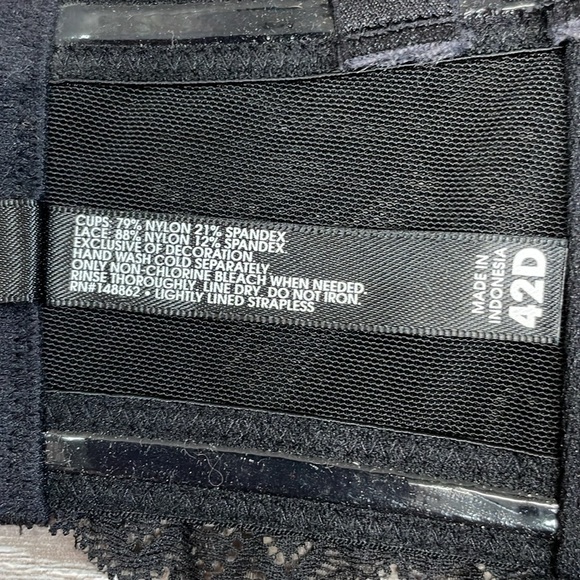 CUPS: 79% NYLON 21% SPANDEX
LACE: 88% NYLON 12% SPANDEX
EXCLUSIVE OF DECORATION
HAND WASH COLD SEPARATELY
ONLY NON-CHLORINE BLEACH WHEN NEEDED.
RINSE THOROUGHLY, LINE DRY, DO NOT IRON.
RN#148862 • LIGHTLY LINED STRAPLESS
MADE IN
INDONESIA
42D